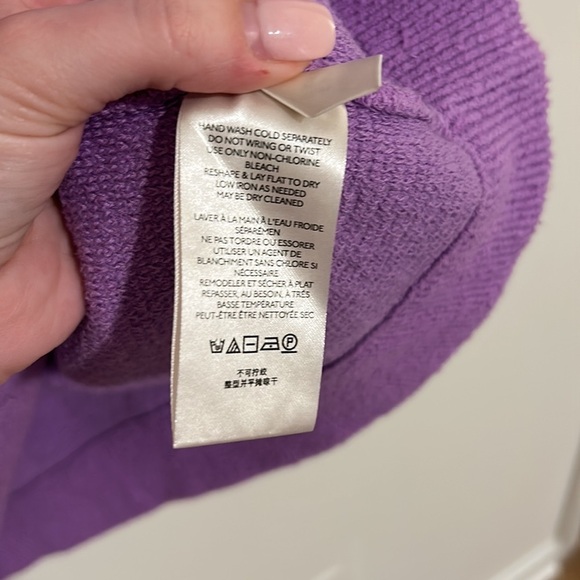 HAND WASH COLD SEPARATELY
DO NOT WRING OR TWIST
USE ONLY NON-CHLORINE
BLEACH
RESHAPE & LAY FLAT TO DRY
LOW IRON AS NEEDED
MAY BE DRY CLEANED
LAVER À LA MAIN À L'EAU FROIDE
SÉPARÉMEN
NE PAS TORDRE QU'ESSORER
UTILISER UN AGENT DE
BLANCHIMENT SANS CHLORE SI
NÉCESSAIRE
REMODELER ET SÉCHER À PLAT
REPASSER, AU BESOIN, À TRÈS
BASSE TEMPÉRATURE
PEUT-ÊTRE ÊTRE NETTOYÉE SEC
P
不可拧绞
整型并平摊晾干